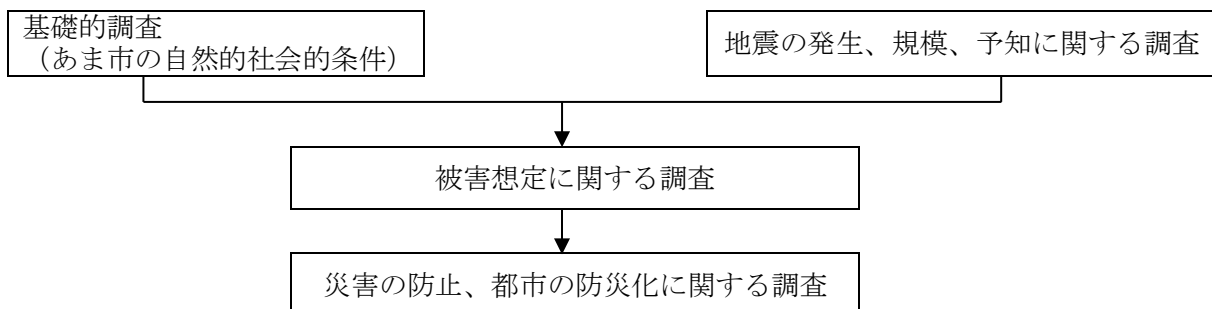 基礎的調査
（あま市の自然的社会的条件）
地震の発生、規模、予知に関する調査
被害想定に関する調査
災害の防止、都市の防災化に関する調査